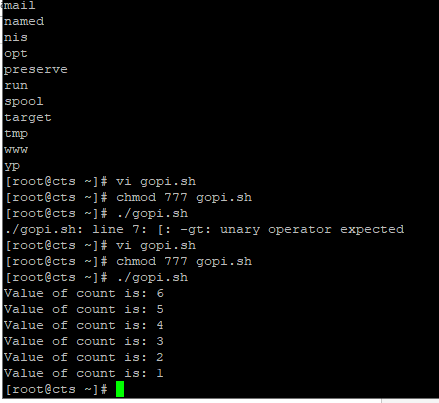 mail
named
nis
opt
preserve
run
spool
target
tmp
www
yp
[root@cts ~]# vi gopi.sh
[root@cts ~]# chmod 777 gopi.sh
[root@cts ~]# ./gopi.sh
./gopi.sh: line 7: [: -gt: unary operator expected
[root@cts ~]# vi gopi.sh
[root@cts ~]# chmod 777 gopi.sh
[root@cts ~]# ./gopi.sh
Value of count is: 6
Value of count is: 5
Value of count is: 4
Value of count is: 3
Value of count is: 2
Value of count is: 1
[root@cts ~]#